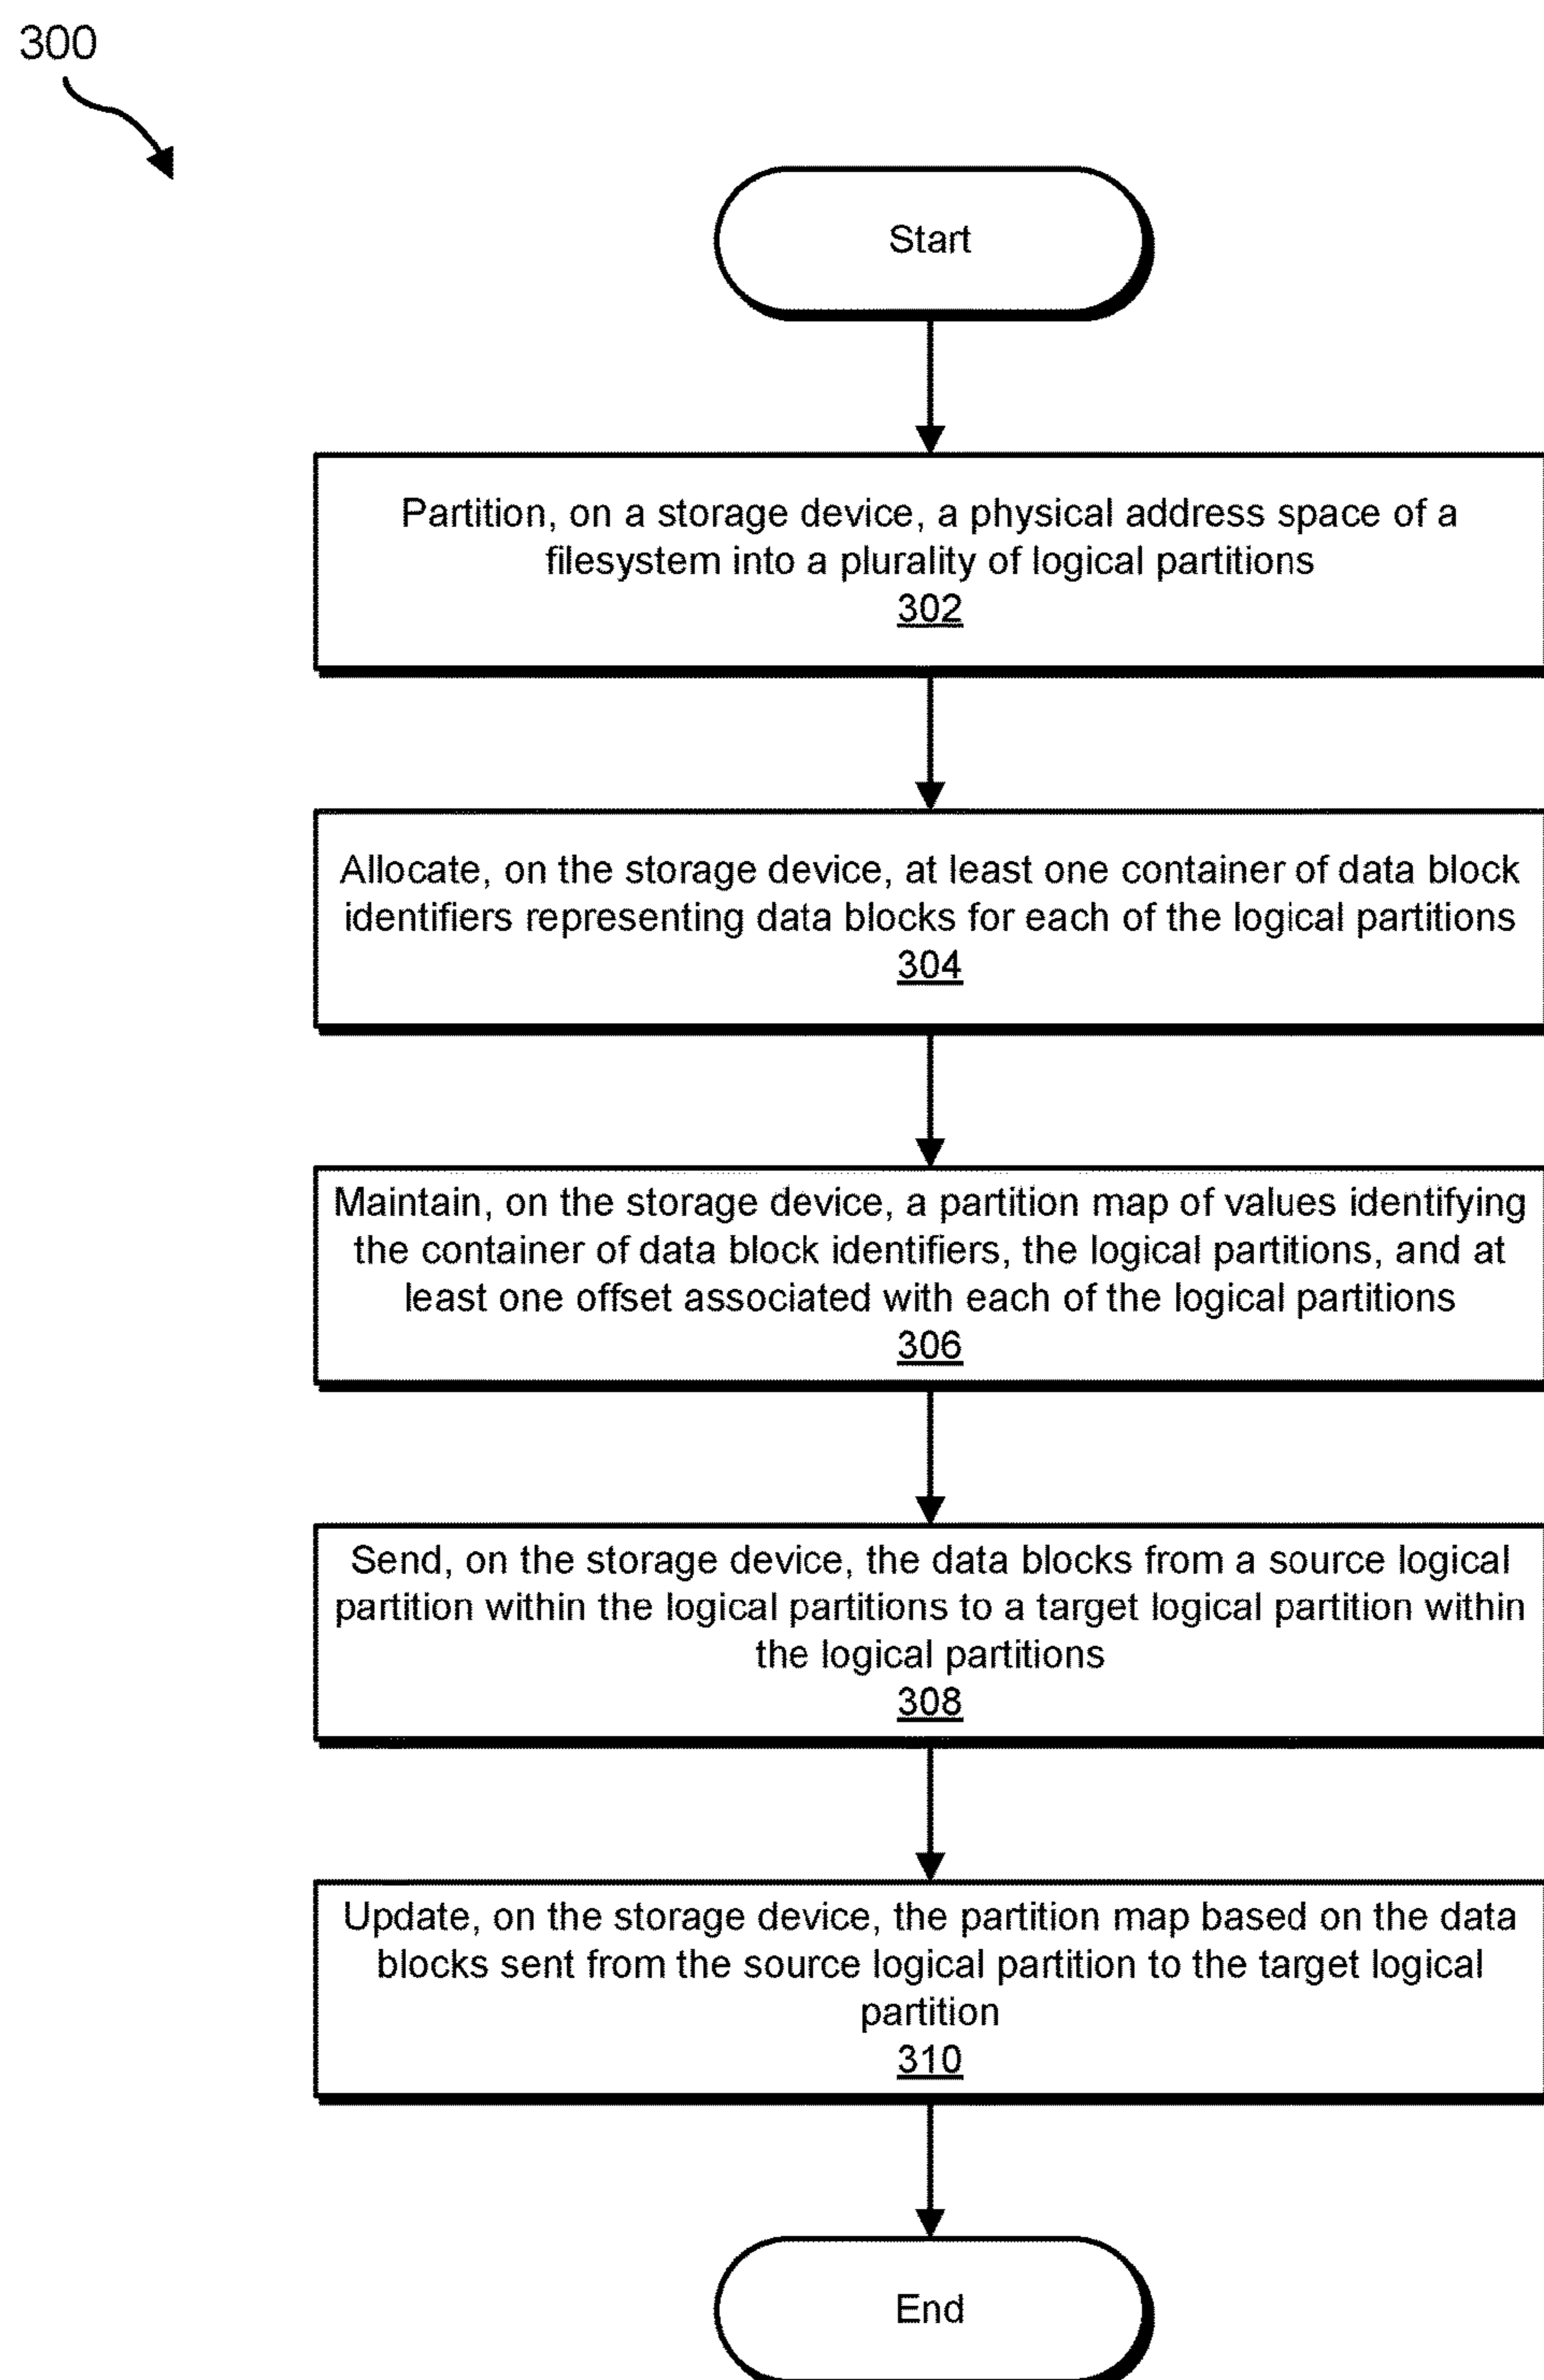 300
Start
Partition, on a storage device, a physical address space of a
filesystem into a plurality of logical partitions
302
Allocate, on the storage device, at least one container of data block
identifiers representing data blocks for each of the logical partitions
304
Maintain, on the storage device, a partition map of values identifying
the container of data block identifiers, the logical partitions, and at
least one offset associated with each of the logical partitions
306
Send, on the storage device, the data blocks from a source logical
partition within the logical partitions to a target logical partition within
the logical partitions
308
Update, on the storage device, the partition map based on the data
blocks sent from the source logical partition to the target logical
partition
310
End